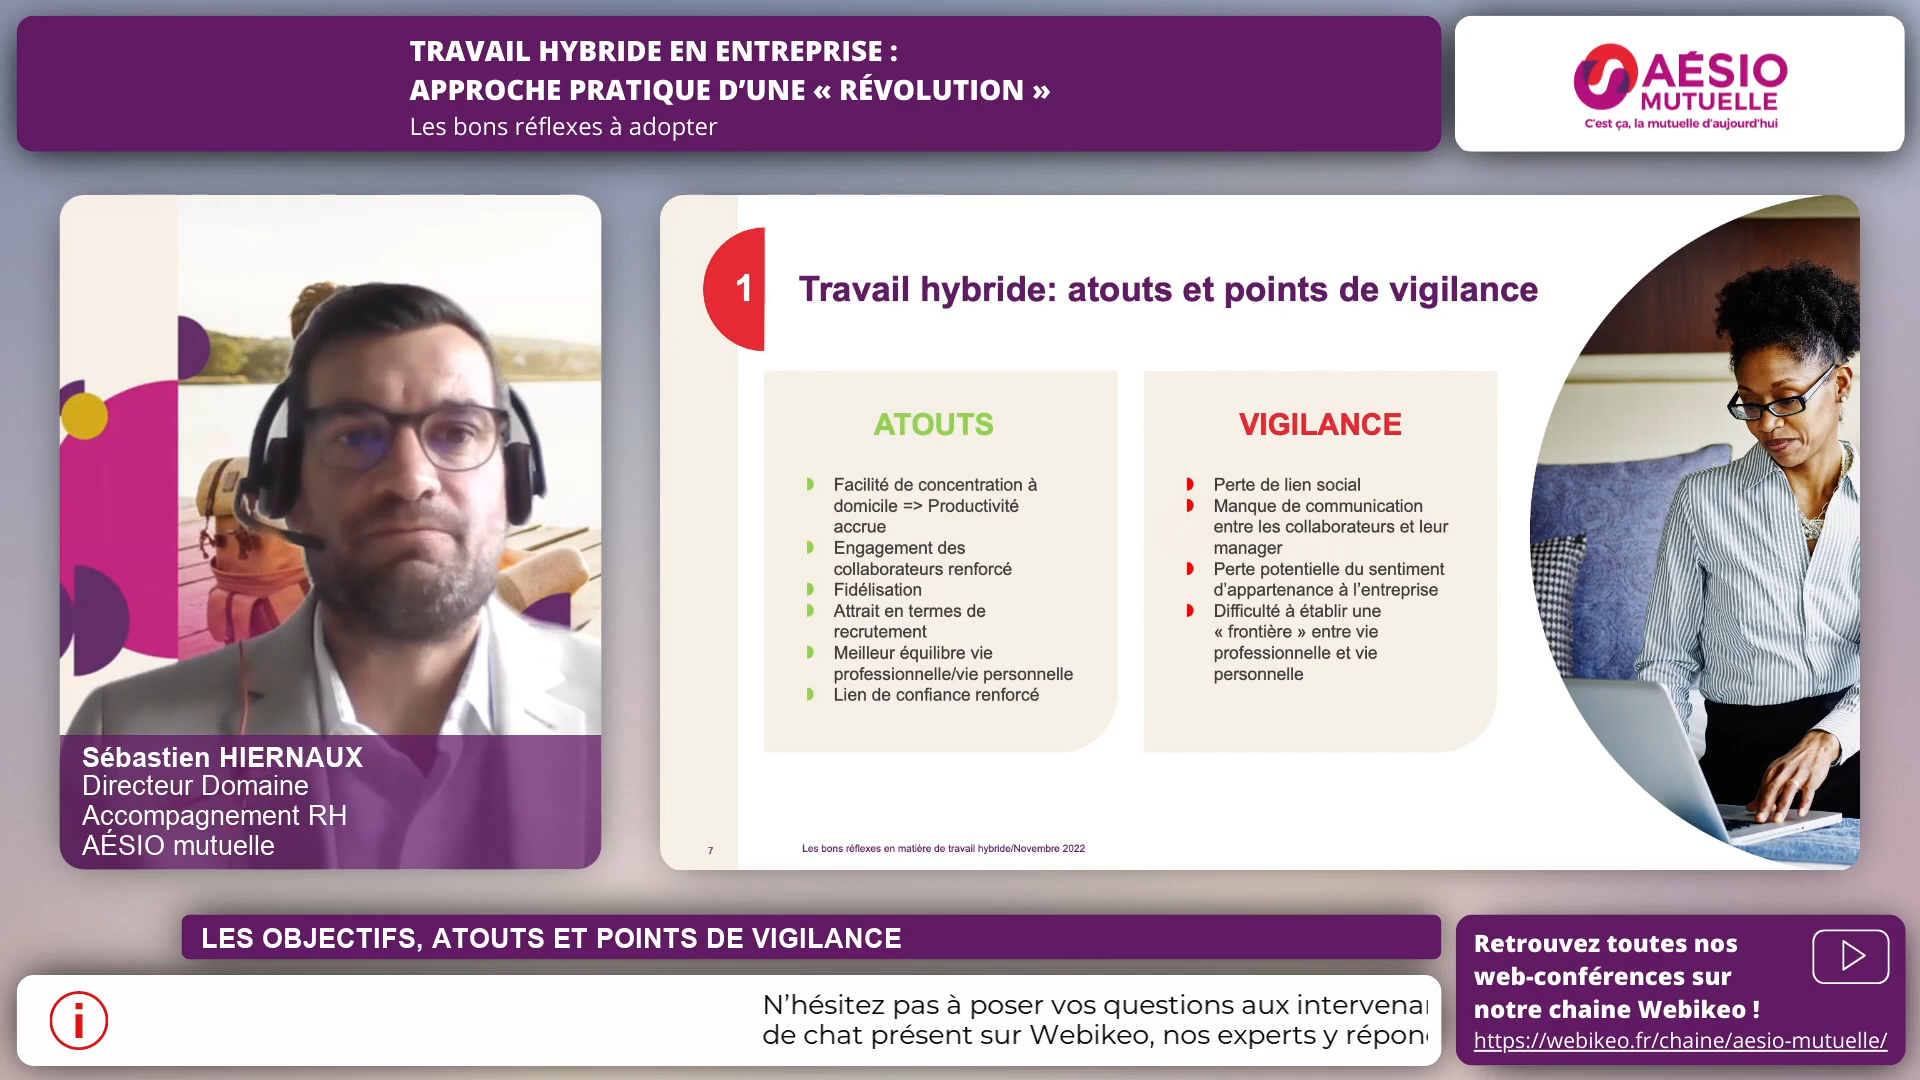 TRAVAIL HYBRIDE EN ENTREPRISE :
APPROCHE PRATIQUE D’UNE « RÉVOLUTION »
Les bons réflexes à adopter
AÉSIO
MUTUELLE
C'est ça, la mutuelle d'aujourd'hui
1
Travail hybride: atouts et points de vigilance
ATOUTS
Facilité de concentration à
domicile => Productivité
accrue
Engagement des
collaborateurs renforcé
Fidélisation
Attrait en termes de
recrutement
Meilleur équilibre vie
professionnelle/vie personnelle
Lien de confiance renforcé
VIGILANCE
Perte de lien social
Manque de communication
entre les collaborateurs et leur
manager
Perte potentielle du sentiment
d’appartenance à l’entreprise
Difficulté à établir une
« frontière » entre vie
professionnelle et vie
personnelle
7
Les bons réflexes en matière de travail hybride/Novembre 2022
Sébastien HIERNAUX
Directeur Domaine
Accompagnement RH
AÉSIO mutuelle
LES OBJECTIFS, ATOUTS ET POINTS DE VIGILANCE
i
N’hésitez pas à poser vos questions aux
de chat présent sur Webikeo, nos experts y
Retrouvez toutes nos
web-conférences sur
notre chaine Webikeo !
https://webikeo.fr/chaine/aesio-mutuelle/